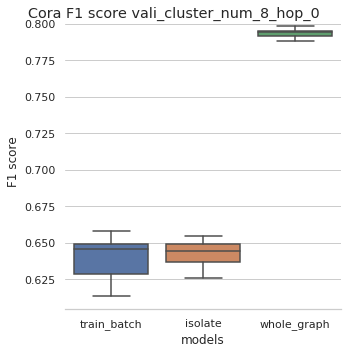 Cora F1 score vali_cluster_num_8_hop_0
0.800
0.775
0.750
0.725
0.700
0.675
0.650
0.625
F1 score
train_batch isolate whole_graph
models